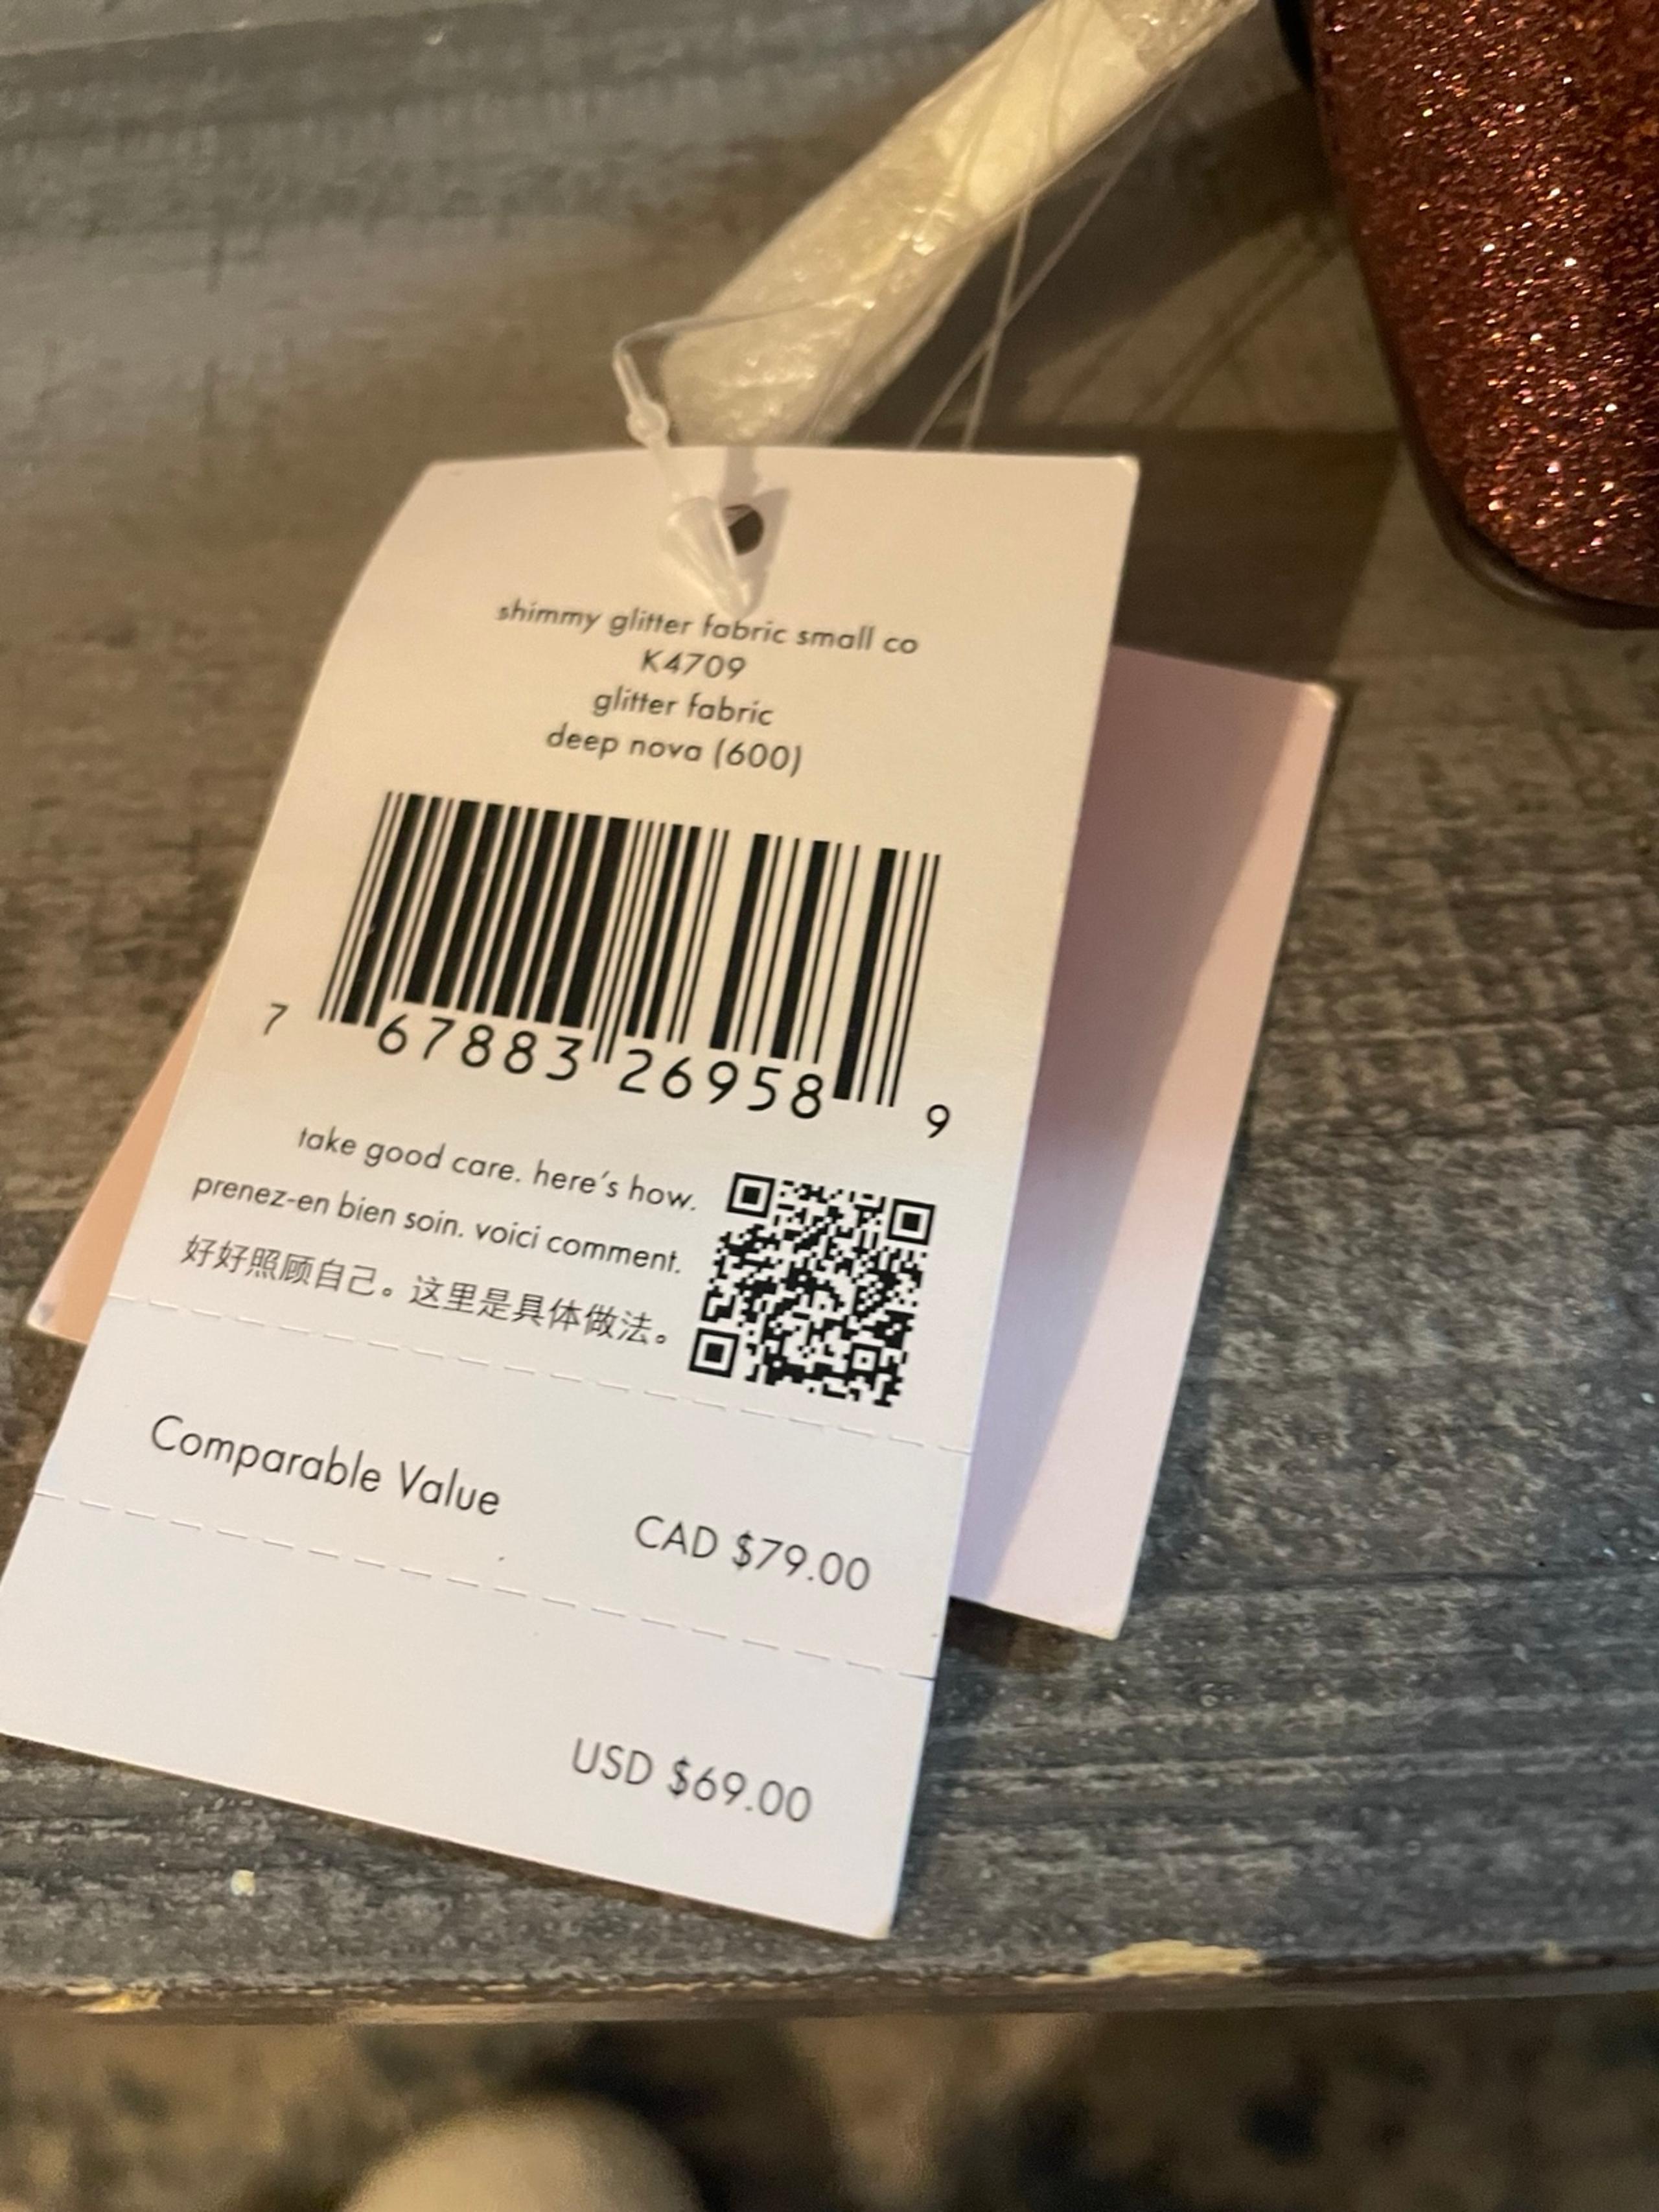 shimmy glitter fabric small co
K4709
glitter fabric
deep nova (600)
7 67883 26958 9
take good care. here's how.
prenez-en bien soin. voici comment.
好好照顾自己。这里是具体做法。
Comparable Value
CAD $79.00
USD $69.00